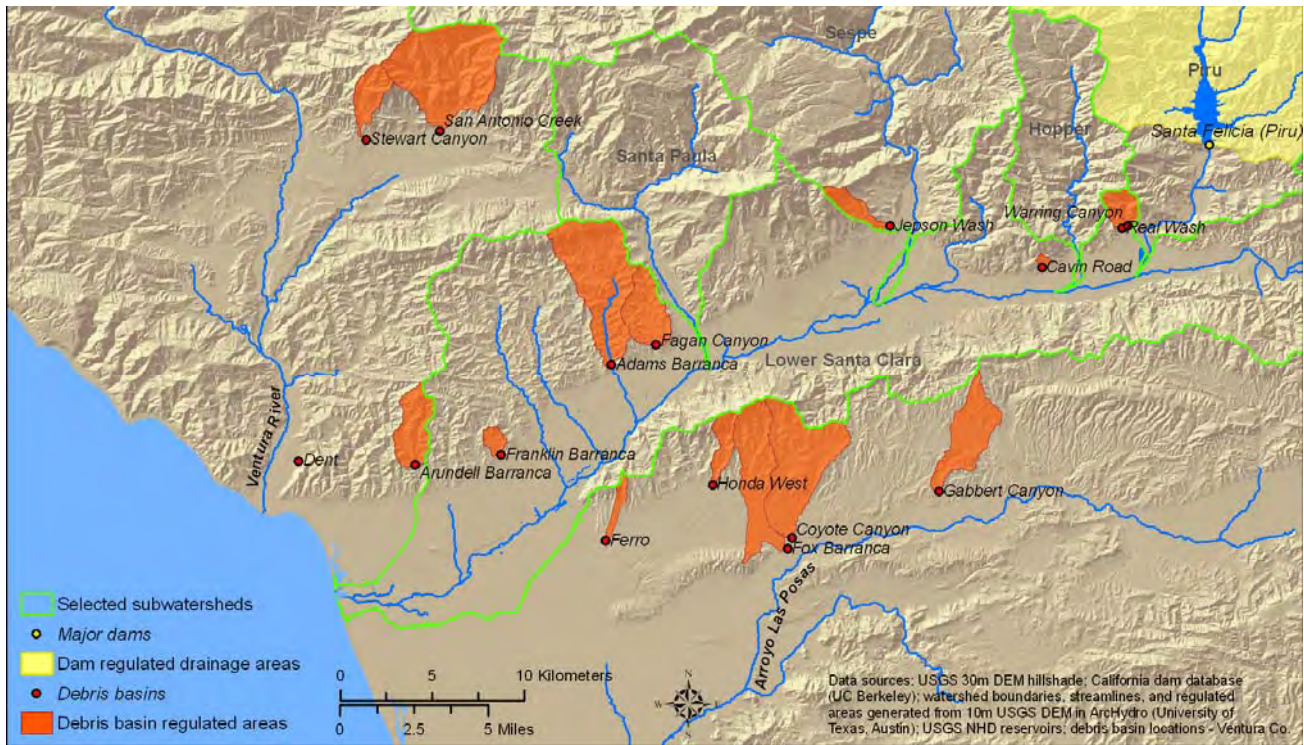 Sespe
Piru
San Antonio Creek
Stewart Canyon
Hopper
Santa Felicia (Piru)
Santa Paula
Warring Canyon
Jepson Wash
Real Wash
Cavin Road
Fagan Canyon
Lower Santa Clara
Adams Barranca
Ventura River
Franklin Barranca
Dent
Arundell Barranca
Honda West
Gabbert Canyon
Coyote Canyon
Ferro
Fox Barranca
Arroyo Las Posas
Selected subwatersheds
Major dams
Dam regulated drainage areas
Debris basins
Debris basin regulated areas
0 5 10 Kilometers
0 2.5 5 Miles
N
W E
S
Data sources: USGS 30m DEM hillshade; California dam database
(UC Berkeley); watershed boundaries, streamlines, and regulated
areas generated from 10m USGS DEM in ArcHydro (University of
Texas, Austin); USGS NHD reservoirs; debris basin locations - Ventura Co.